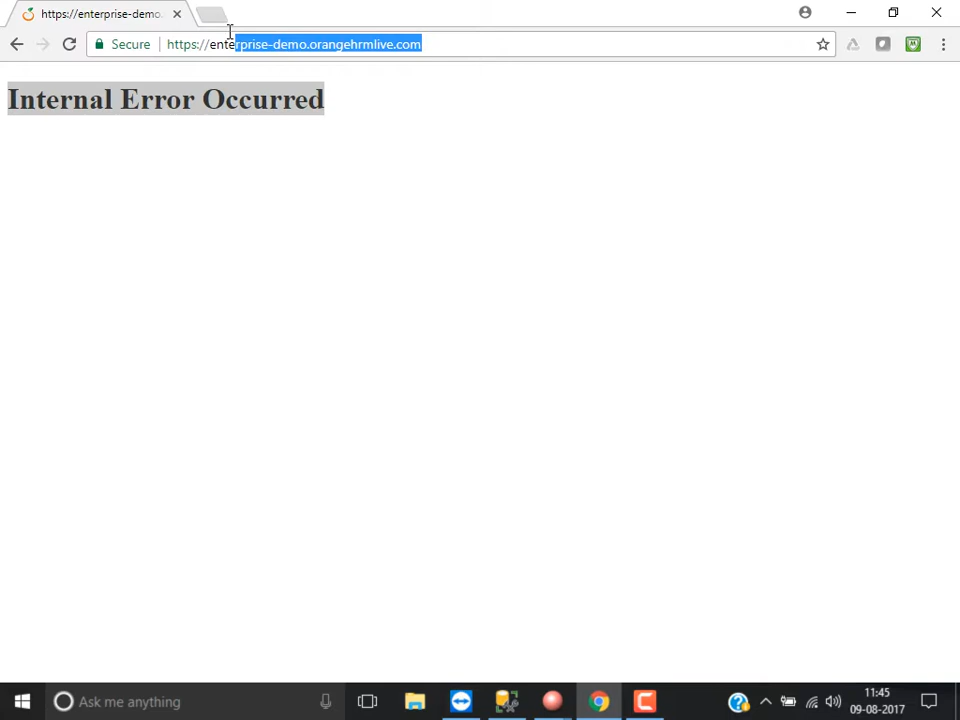 https://enterprise-demo.
Secure
https://enterprise-demo.orangehrmlive.com
Internal Error Occurred
Ask me anything
11:45
09-08-2017